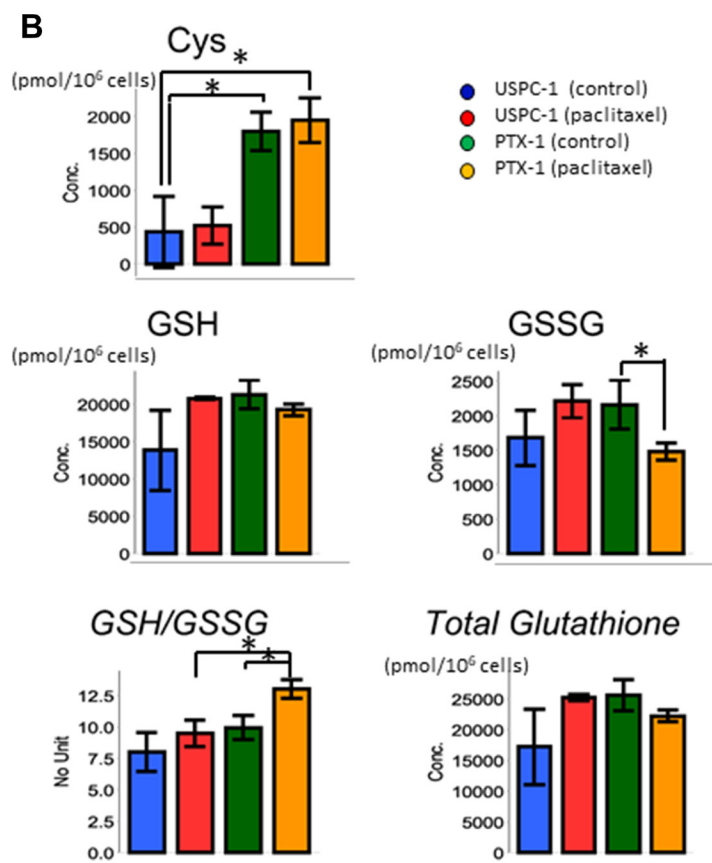 B
Cys
(pmol/10⁶ cells)
*
*
Conc.
2000
1500
1000
500
0
USPC-1 (control)
USPC-1 (paclitaxel)
PTX-1 (control)
PTX-1 (paclitaxel)
GSH
(pmol/10⁶ cells)
Conc.
20000
15000
10000
5000
0
GSSG
(pmol/10⁶ cells)
*
Conc.
2500
2000
1500
1000
500
0
GSH/GSSG
*
*
No Unit
12.5
10.0
7.5
5.0
2.5
0.0
Total Glutathione
(pmol/10⁶ cells)
Conc.
25000
20000
15000
10000
5000
0